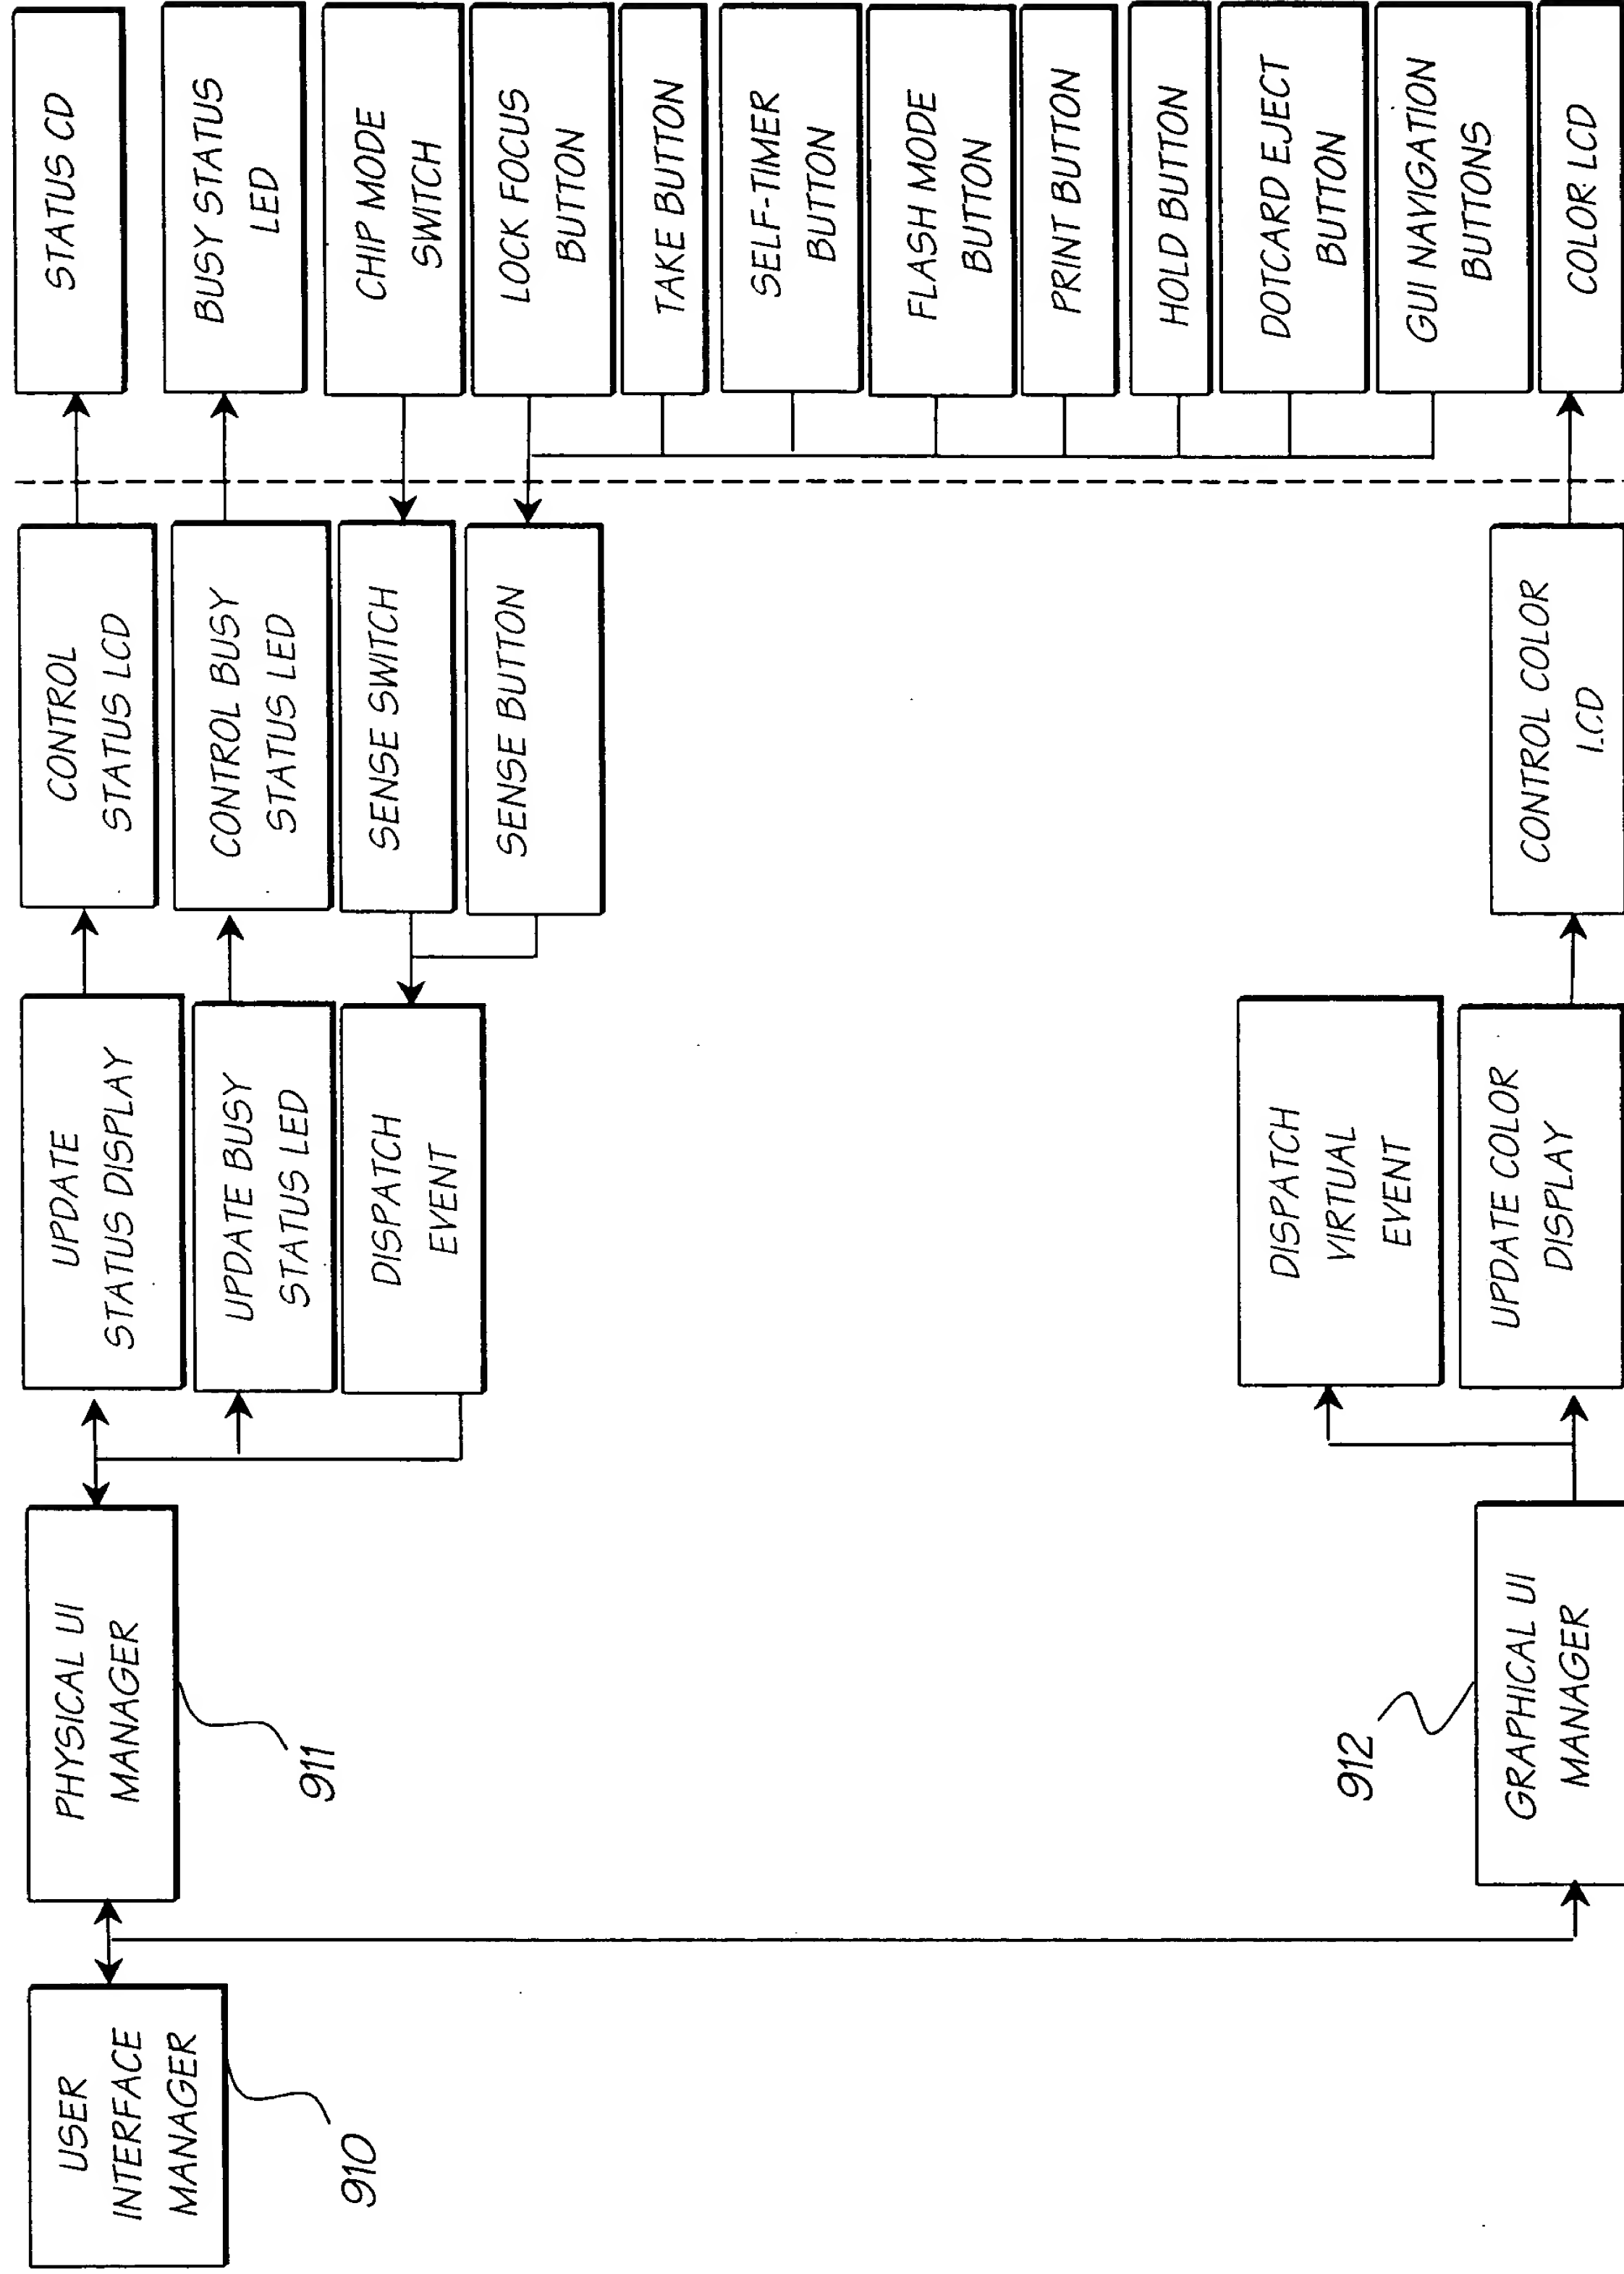 USER
INTERFACE
MANAGER
910
PHYSICAL UI
MANAGER
911
GRAPHICAL UI
MANAGER
912
UPDATE
STATUS DISPLAY
UPDATE BUSY
STATUS LED
DISPATCH
EVENT
DISPATCH
VIRTUAL
EVENT
UPDATE COLOR
DISPLAY
CONTROL
STATUS LCD
CONTROL BUSY
STATUS LED
SENSE SWITCH
SENSE BUTTON
CONTROL COLOR
LCD
STATUS CD
BUSY STATUS
LED
CHIP MODE
SWITCH
LOCK FOCUS
BUTTON
TAKE BUTTON
SELF-TIMER
BUTTON
FLASH MODE
BUTTON
PRINT BUTTON
HOLD BUTTON
DOTCARD EJECT
BUTTON
GUI NAVIGATION
BUTTONS
COLOR LCD